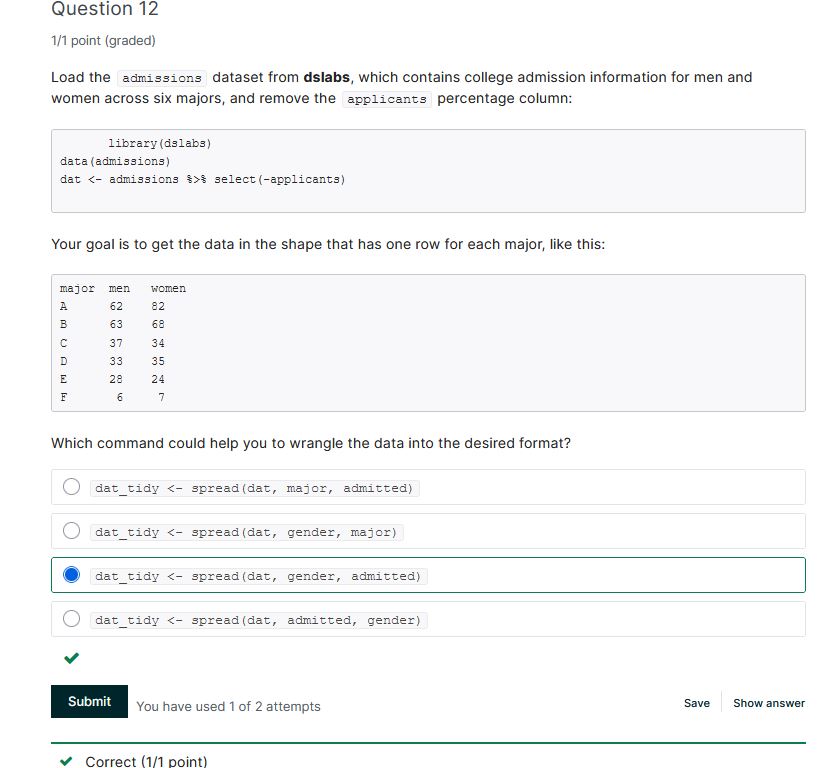 Question 12
1/1 point (graded)
Load the admissions dataset from dslabs, which contains college admission information for men and
women across six majors, and remove the applicants percentage column:
library(dslabs)
data(admissions)
dat <- admissions %>% select(-applicants)
Your goal is to get the data in the shape that has one row for each major, like this:
major men women
A 62 82
B 63 68
C 37 34
D 33 35
E 28 24
F 6 7
Which command could help you to wrangle the data into the desired format?
dat_tidy <- spread(dat, major, admitted)
dat_tidy <- spread(dat, gender, major)
dat_tidy <- spread(dat, gender, admitted)
dat_tidy <- spread(dat, admitted, gender)
Submit You have used 1 of 2 attempts Save Show answer
Correct (1/1 point)